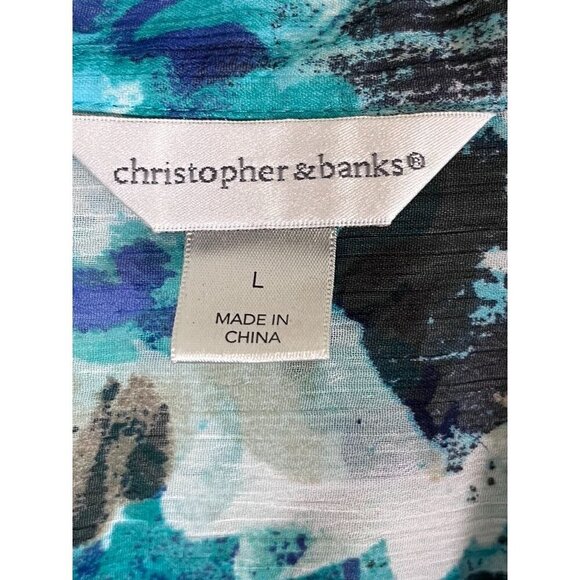 christopher & banks®
L
MADE IN
CHINA